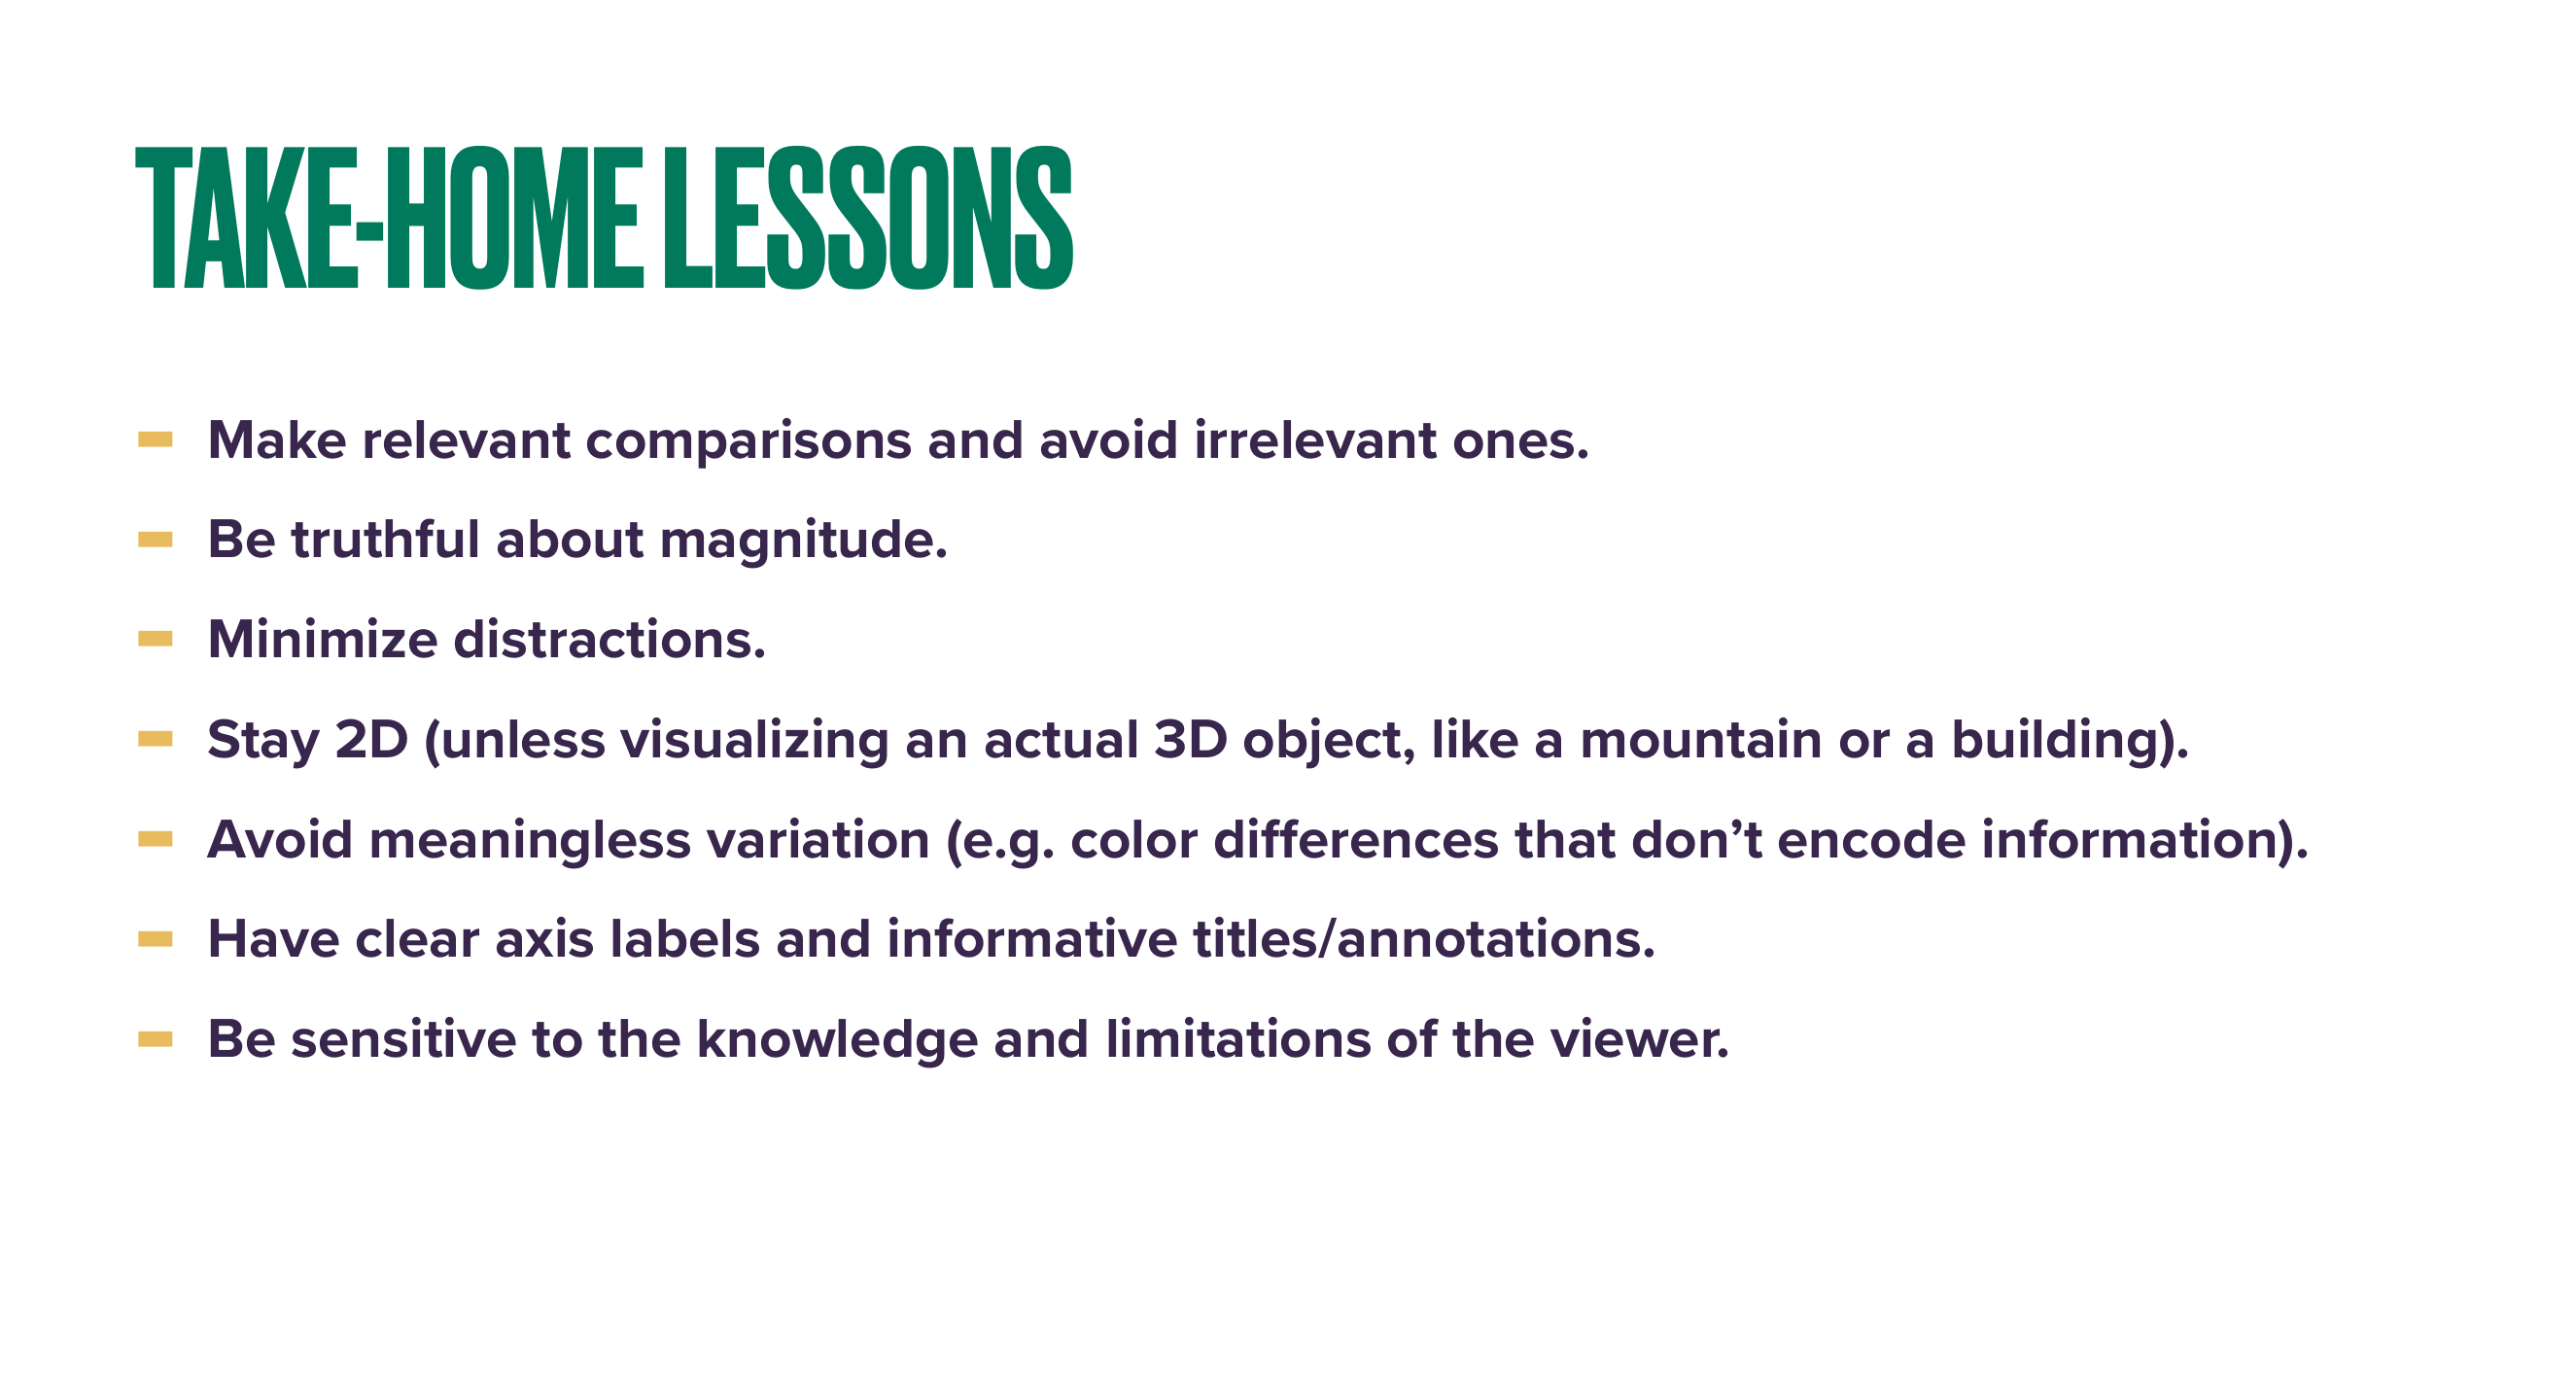 TAKE-HOME LESSONS
Make relevant comparisons and avoid irrelevant ones.
Be truthful about magnitude.
Minimize distractions.
Stay 2D (unless visualizing an actual 3D object, like a mountain or a building).
Avoid meaningless variation (e.g. color differences that don’t encode information).
Have clear axis labels and informative titles/annotations.
Be sensitive to the knowledge and limitations of the viewer.